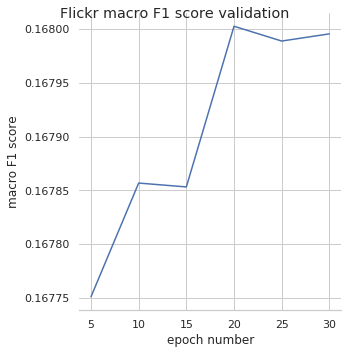 Flickr macro F1 score validation
0.16800
0.16795
0.16790
0.16785
0.16780
0.16775
macro F1 score
5 10 15 20 25 30
epoch number